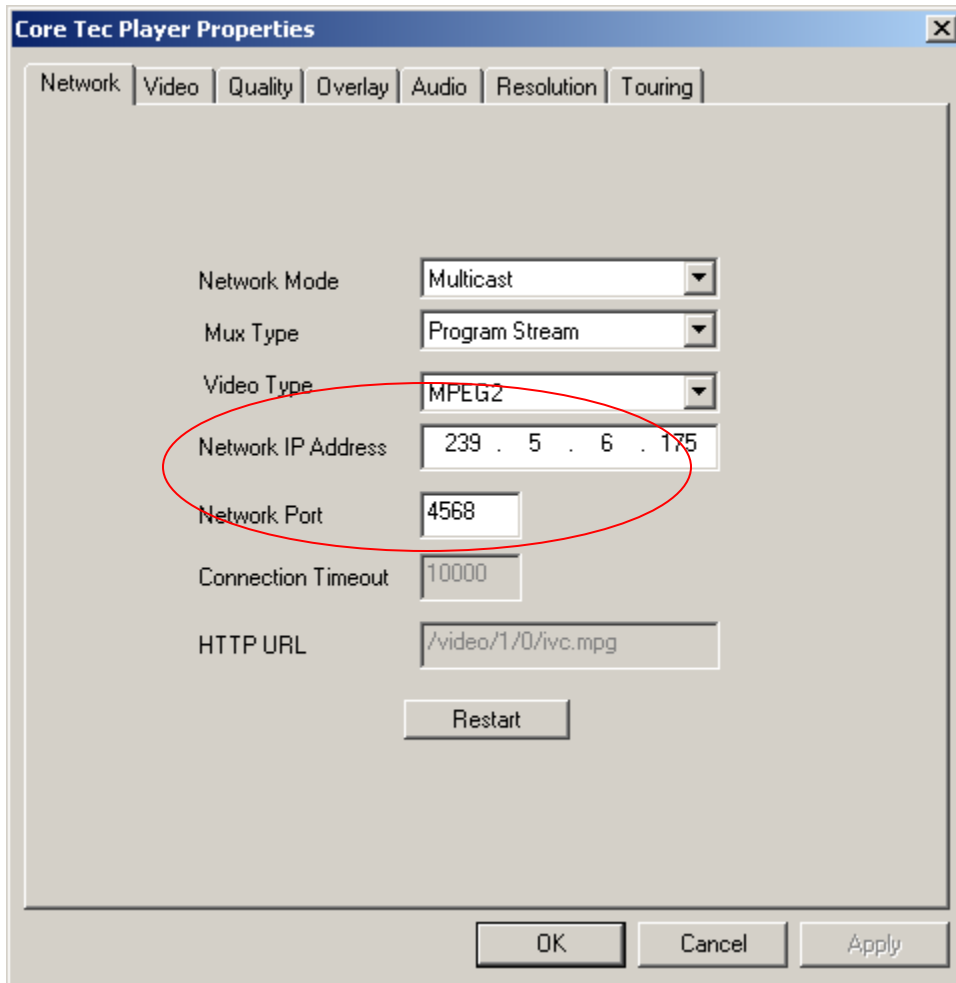 Core Tec Player Properties
Network Video Quality Overlay Audio Resolution Touring
Network Mode Multicast
Mux Type Program Stream
Video Type MPEG2
Network IP Address 239 . 5 . 6 . 175
Network Port 4568
Connection Timeout 10000
HTTP URL /video/1/0/ivc.mpg
Restart
OK Cancel Apply